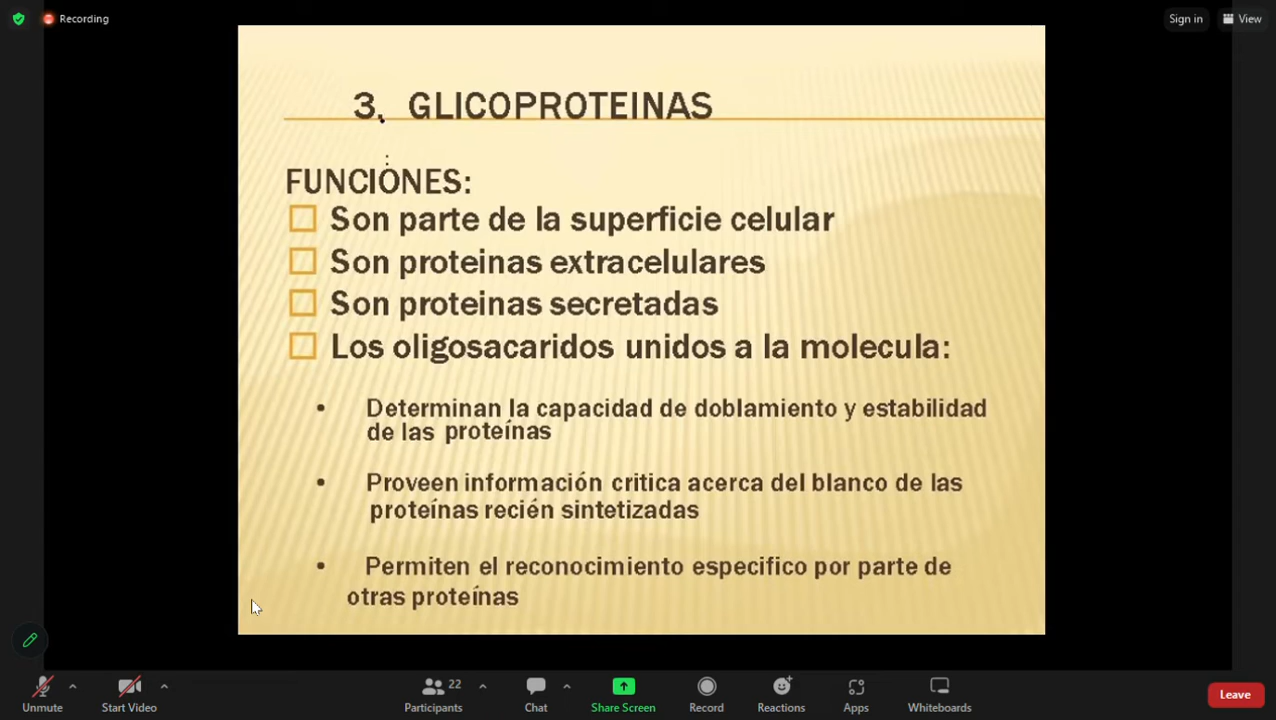 Recording
Sign in
View
3. GLICOPROTEINAS
FUNCIONES:
Son parte de la superficie celular
Son proteinas extracelulares
Son proteinas secretadas
Los oligosacaridos unidos a la molecula:
• Determinan la capacidad de doblamiento y estabilidad
de las proteínas
• Proveen información critica acerca del blanco de las
proteínas recién sintetizadas
• Permiten el reconocimiento especifico por parte de
otras proteínas
22
Unmute
Start Video
Participants
Chat
Share Screen
Record
Reactions
Apps
Whiteboards
Leave